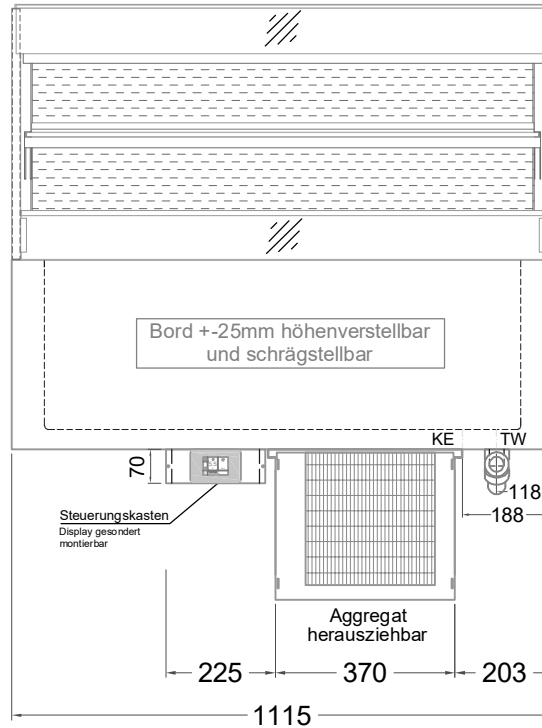 Bord +-25mm höhenverstellbar
und schrägstellbar
KE
TW
70
118
188
Steuerungskasten
Display gesondert
montierbar
Aggregat
herausziehbar
225
370
203
1115